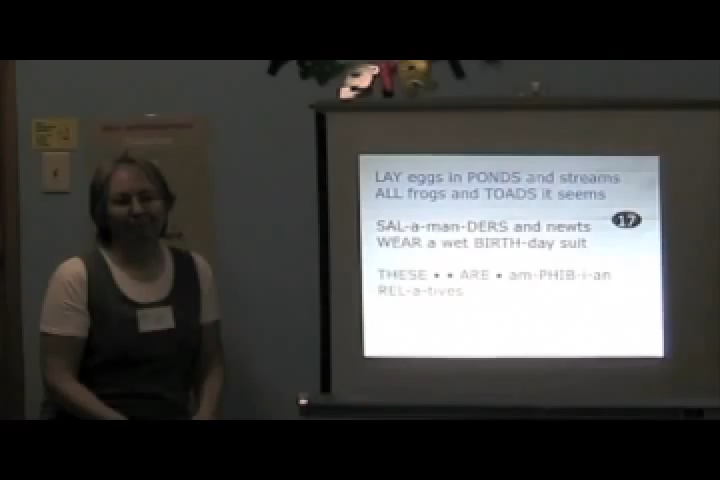 LAY eggs in PONDS and streams
ALL frogs and TOADS it seems
SAL-a-man-DERS and newts
17
WEAR a wet BIRTH-day suit
THESE • • ARE • am-PHIB-i-an
REL-a-tives